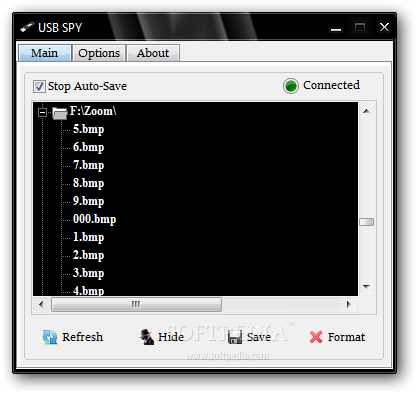 USB SPY
Main Options About
Stop Auto-Save Connected
F:\Zoom\
5.bmp
6.bmp
7.bmp
8.bmp
9.bmp
000.bmp
1.bmp
2.bmp
3.bmp
4.bmp
SOFTPEDIA
Refresh Hide Save Format
www.softpedia.com